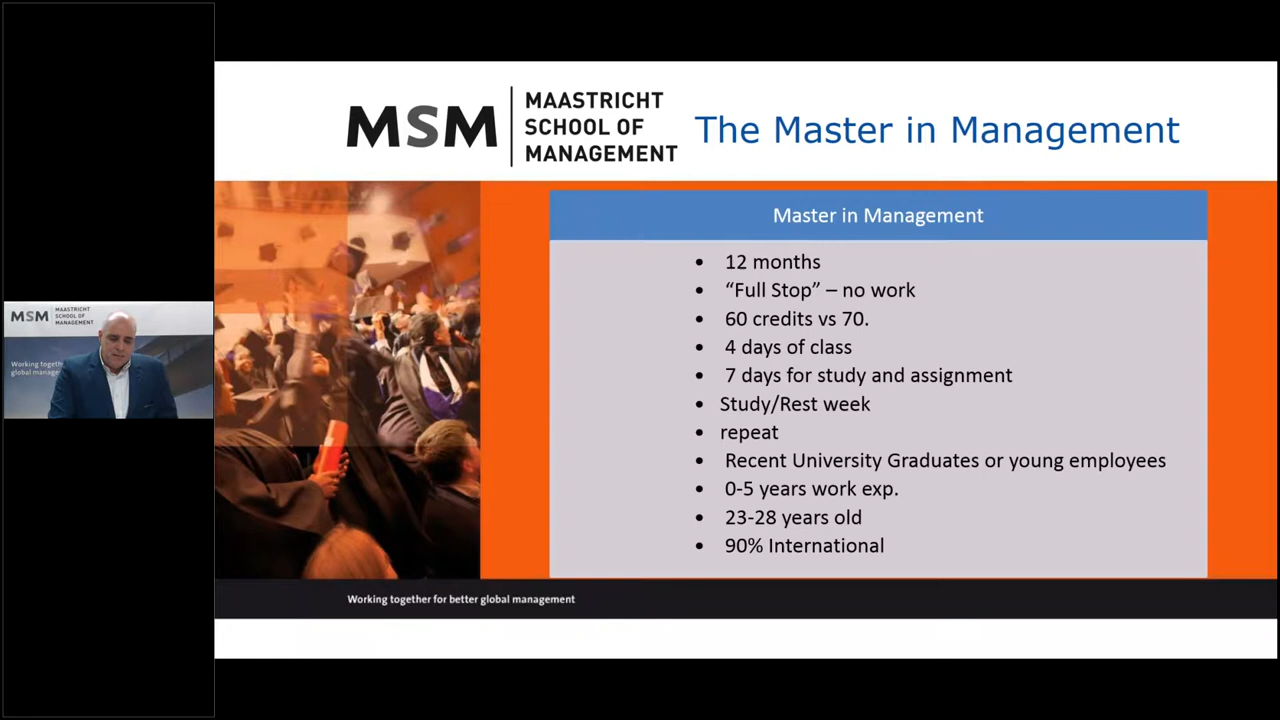 MSM
MAASTRICHT
SCHOOL OF
MANAGEMENT
The Master in Management
Master in Management
• 12 months
• “Full Stop” – no work
• 60 credits vs 70.
• 4 days of class
• 7 days for study and assignment
• Study/Rest week
• repeat
• Recent University Graduates or young employees
• 0-5 years work exp.
• 23-28 years old
• 90% International
Working together for better global management
MSM
MAASTRICHT
SCHOOL OF
MANAGEMENT
Working
global